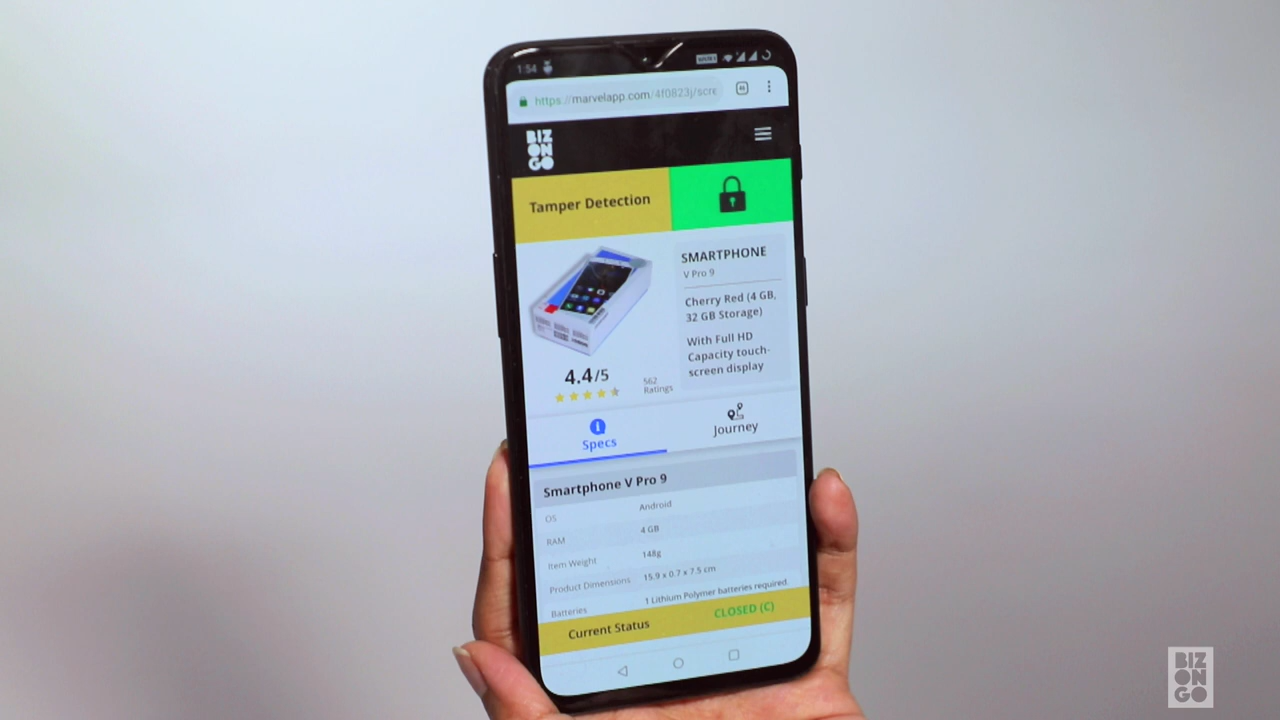 1:54
https://marvelapp.com/4f0823j/scre
BIZ
ON
GO
Tamper Detection
SMARTPHONE
V Pro 9
Cherry Red (4 GB,
32 GB Storage)
With Full HD
Capacity touch-
screen display
4.4/5
562
Ratings
Specs
Journey
Smartphone V Pro 9
OS Android
RAM 4 GB
Item Weight 148g
Product Dimensions 15.9 x 0.7 x 7.5 cm
Batteries 1 Lithium Polymer batteries required.
Current Status CLOSED (C)
BIZ
ON
GO